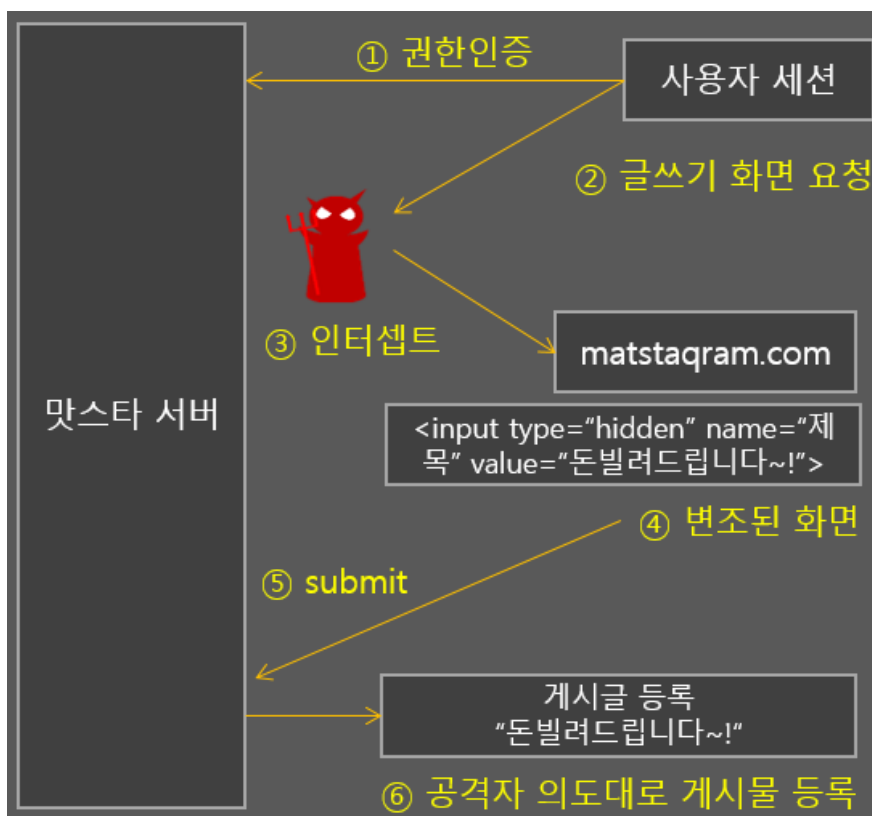 ① 권한인증
사용자 세션
② 글쓰기 화면 요청
③ 인터셉트
matstaqram.com
맛스타 서버
<input type=“hidden” name=“제
목” value=“돈빌려드립니다~!”>
④ 변조된 화면
⑤ submit
게시글 등록
“돈빌려드립니다~!“
⑥ 공격자 의도대로 게시물 등록